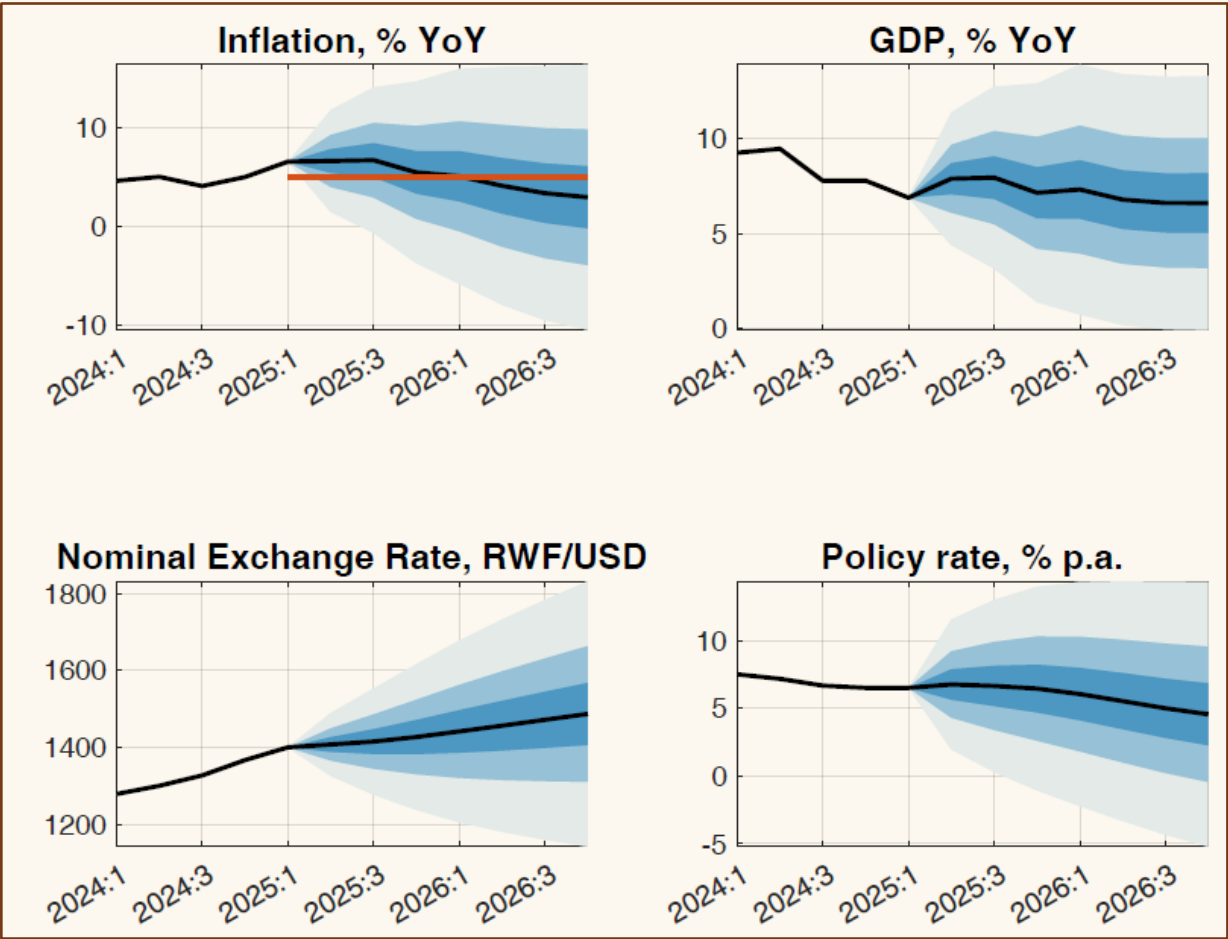 Inflation, % YoY
10
0
-10
2024:1 2024:3 2025:1 2025:3 2026:1 2026:3
GDP, % YoY
10
5
0
2024:1 2024:3 2025:1 2025:3 2026:1 2026:3
Nominal Exchange Rate, RWF/USD
1800
1600
1400
1200
2024:1 2024:3 2025:1 2025:3 2026:1 2026:3
Policy rate, % p.a.
10
5
0
-5
2024:1 2024:3 2025:1 2025:3 2026:1 2026:3